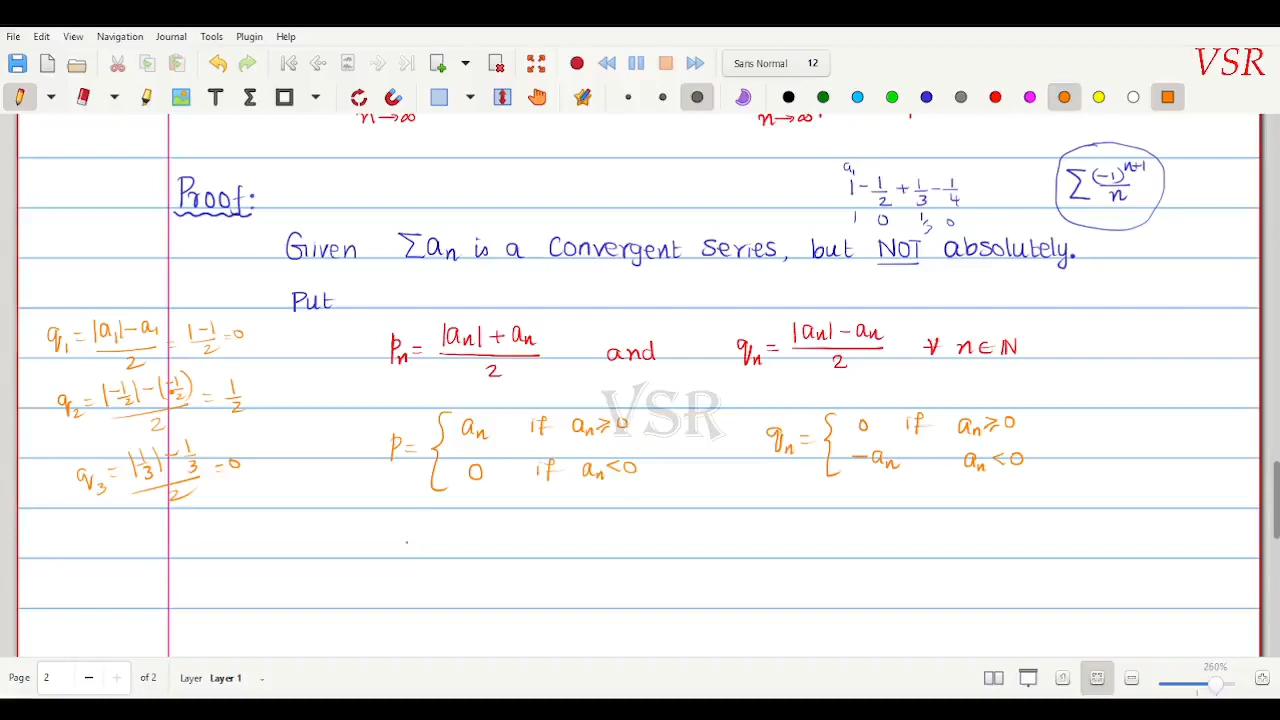 File Edit View Navigation Journal Tools Plugin Help
VSR
Sans Normal 12
n→∞ n→∞
a₁
1 − 1/2 + 1/3 − 1/4
1 0 1/3 0
∑ (-1)^{n+1}/n
Proof:
Given ∑aₙ is a Convergent Series, but NOT absolutely.
Put
pₙ = (|aₙ| + aₙ)/2 and qₙ = (|aₙ| − aₙ)/2 ∀ n ∈ ℕ
q₁ = (|a₁| − a₁)/2 = (1−1)/2 = 0
q₂ = (|−1/2| − (−1/2))/2 = 1/2
q₃ = (|1/3| − 1/3)/2 = 0
VSR
p = { aₙ if aₙ ≥ 0
0 if aₙ < 0
qₙ = { 0 if aₙ ≥ 0
−aₙ aₙ < 0
Page 2 of 2 Layer Layer 1 260%